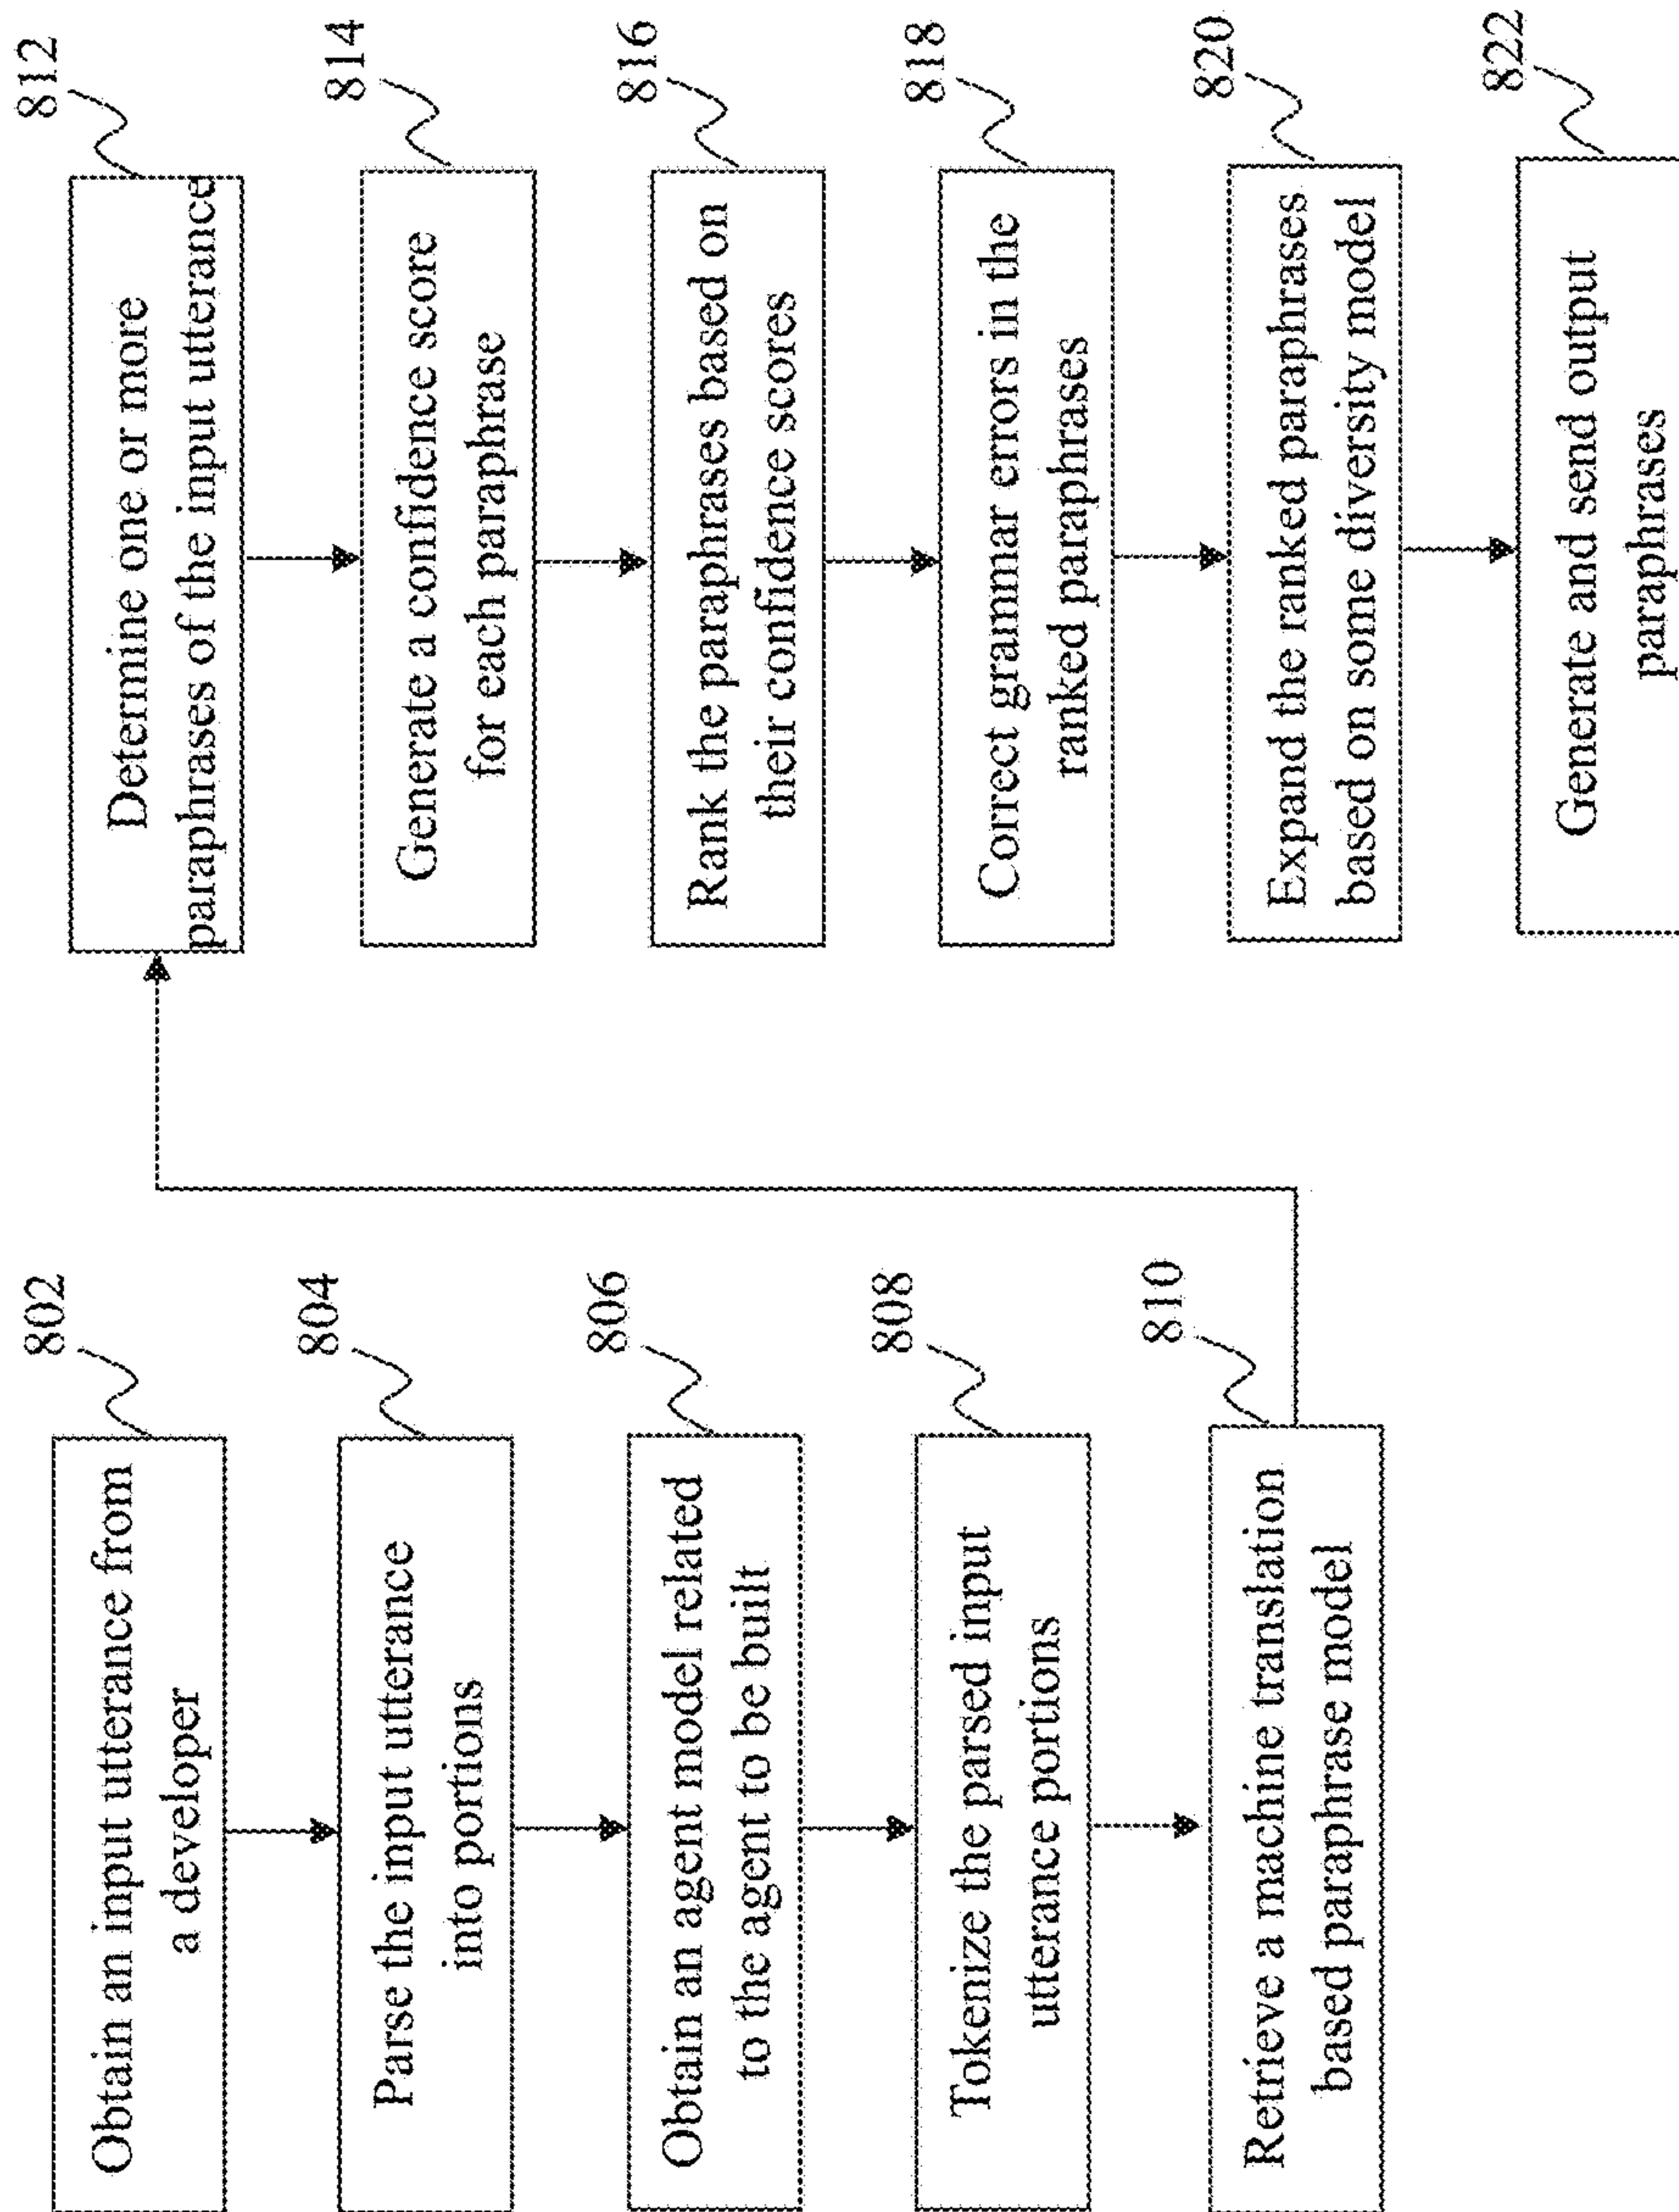 802
Obtain an input utterance from
a developer
804
Parse the input utterance
into portions
806
Obtain an agent model related
to the agent to be built
808
Tokenize the parsed input
utterance portions
810
Retrieve a machine translation
based paraphrase model
812
Determine one or more
paraphrases of the input utterance
814
Generate a confidence score
for each paraphrase
816
Rank the paraphrases based on
their confidence scores
818
Correct grammar errors in the
ranked paraphrases
820
Expand the ranked paraphrases
based on some diversity model
822
Generate and send output
paraphrases